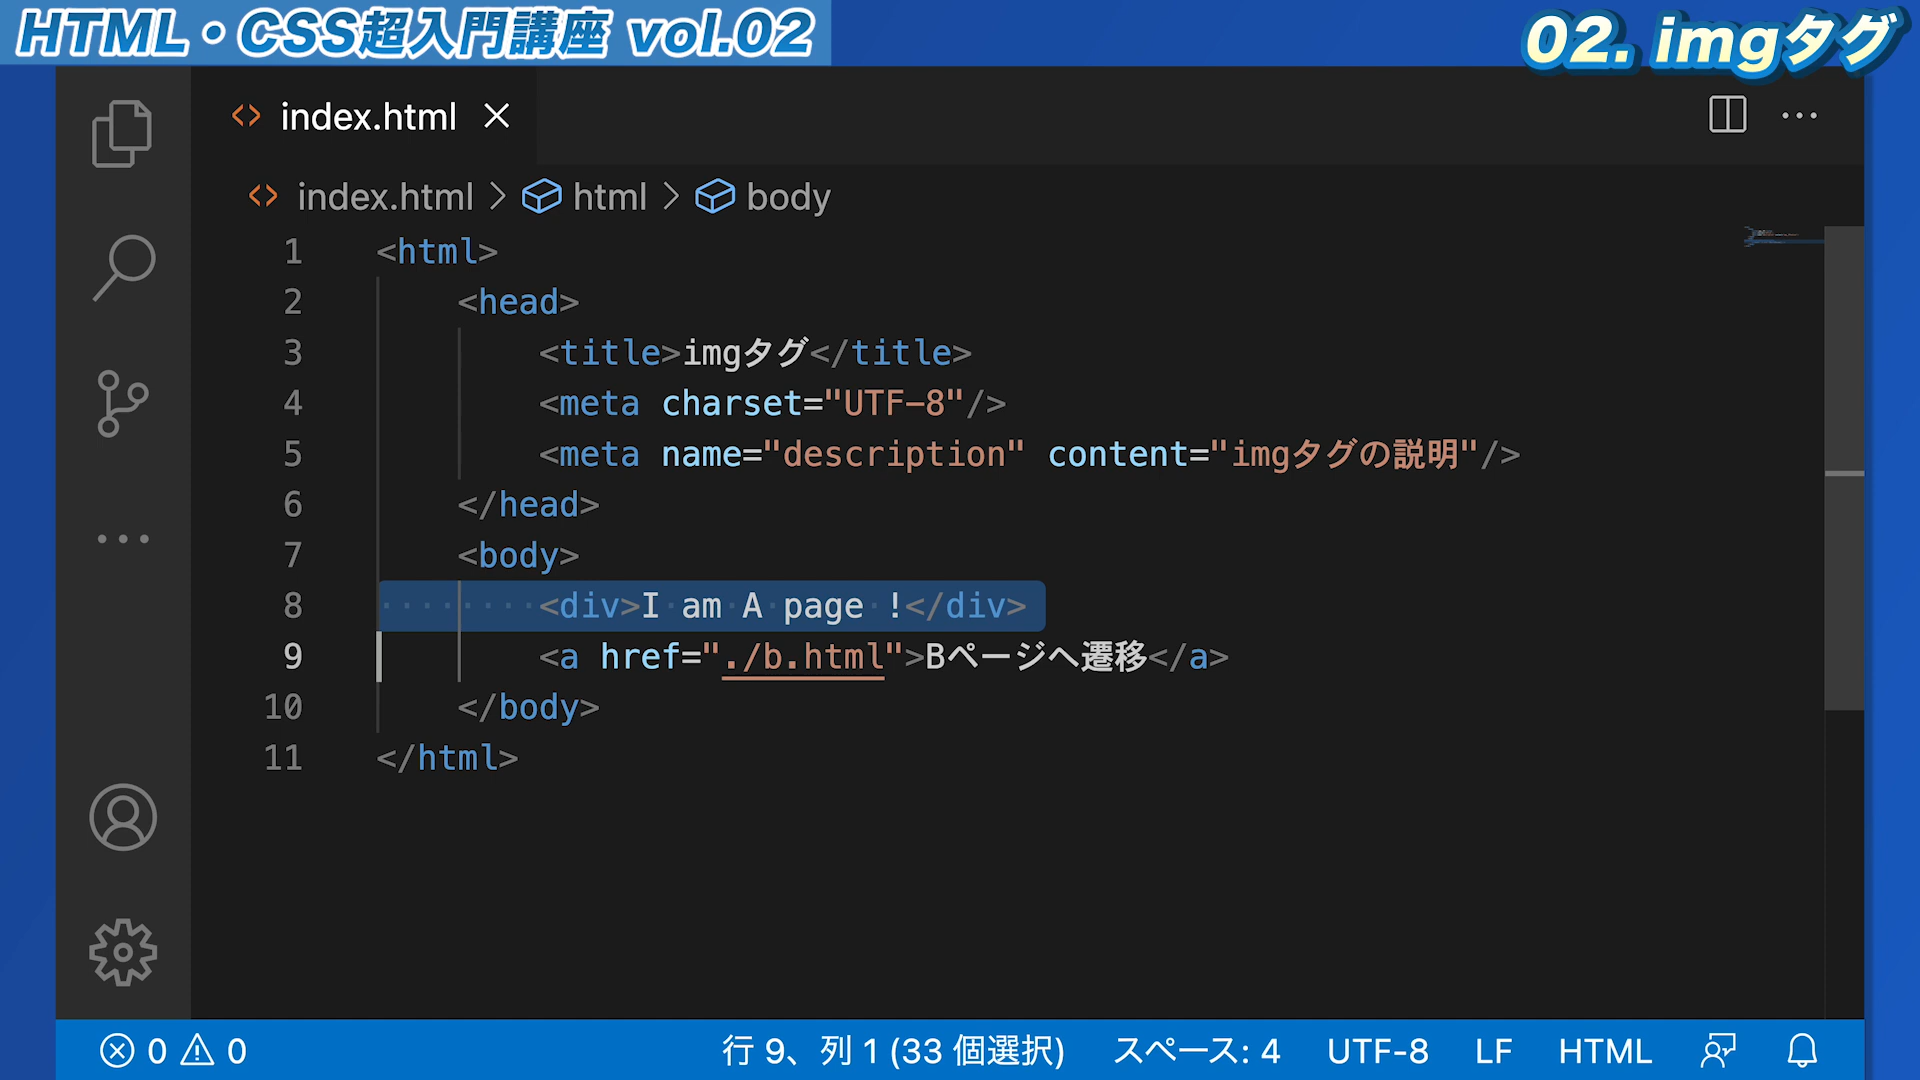 HTML・CSS超入門講座 vol.02
02. imgタグ
index.html
index.html > html > body
1 <html>
2 <head>
3 <title>imgタグ</title>
4 <meta charset="UTF-8"/>
5 <meta name="description" content="imgタグの説明"/>
6 </head>
7 <body>
8 <div>I am A page !</div>
9 <a href="./b.html">Bページへ遷移</a>
10 </body>
11 </html>
0 0 行 9、列 1 (33 個選択) スペース: 4 UTF-8 LF HTML